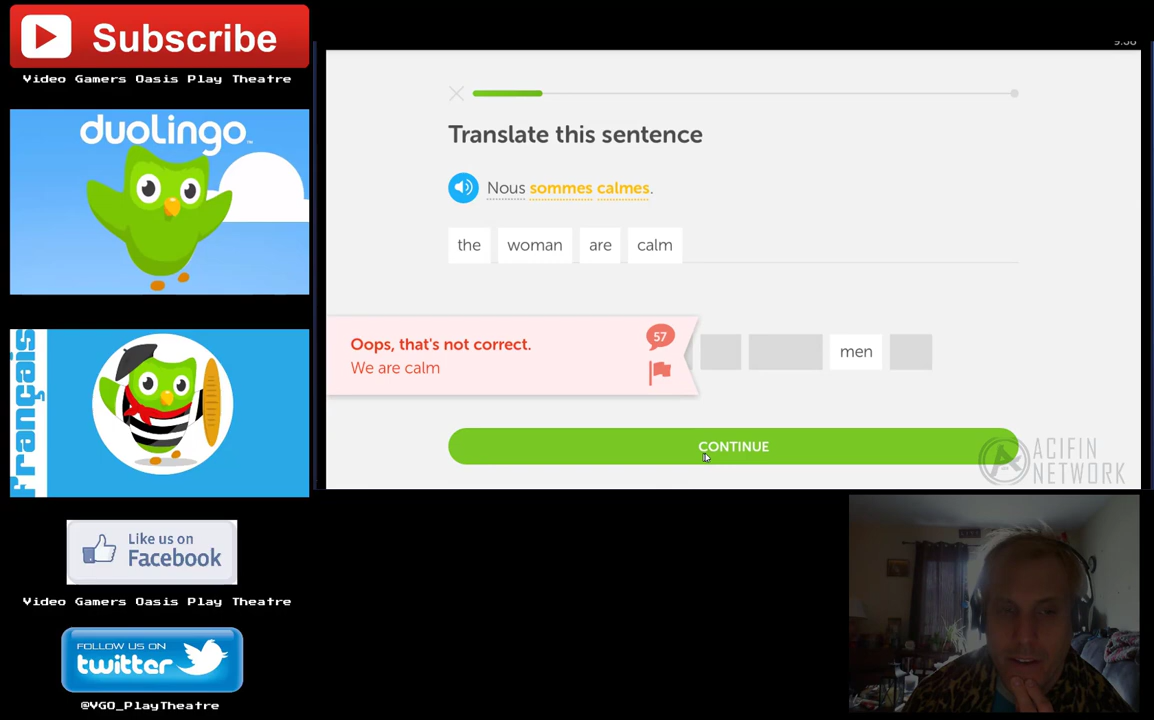 Subscribe
Video Gamers Oasis Play Theatre
duolingo
Français
Like us on
Facebook
Video Gamers Oasis Play Theatre
FOLLOW US ON
twitter
@VGO_PlayTheatre
Translate this sentence
Nous sommes calmes.
the woman are calm
Oops, that's not correct.
57
We are calm
men
CONTINUE
ACIFIN
NETWORK